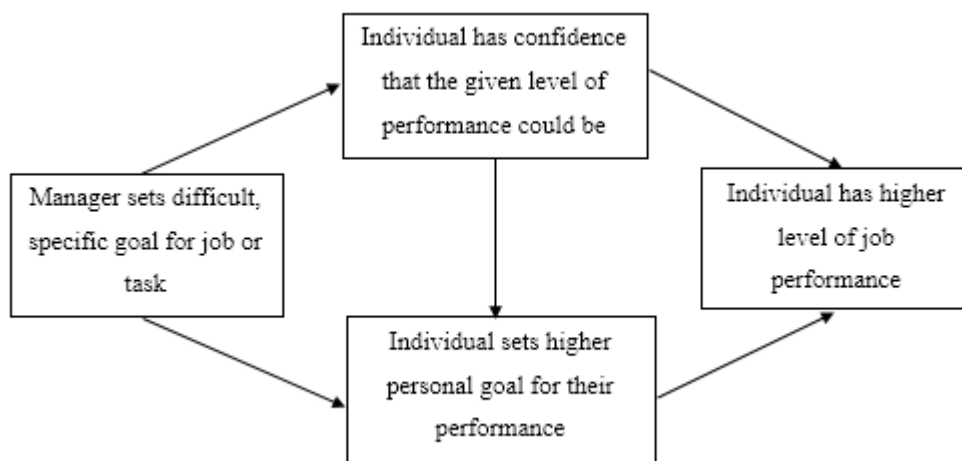 Individual has confidence
that the given level of
performance could be
Manager sets difficult,
specific goal for job or
task
Individual has higher
level of job
performance
Individual sets higher
personal goal for their
performance